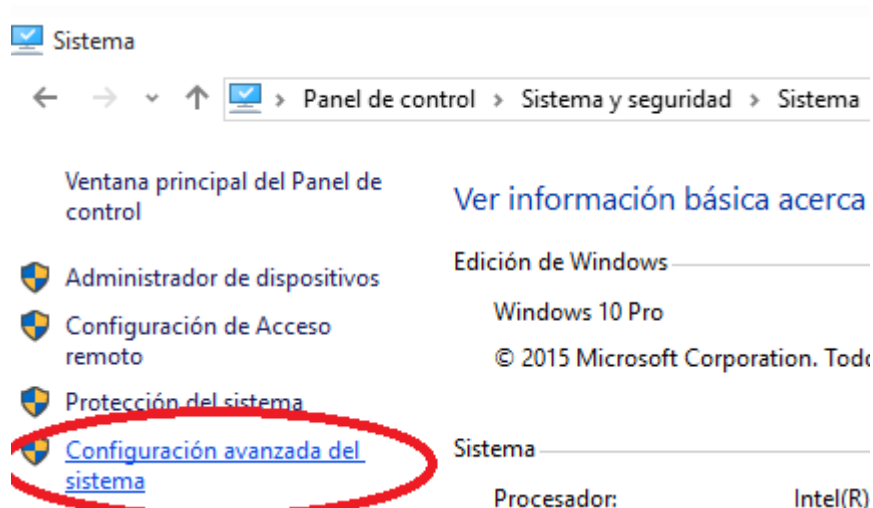 Sistema
Panel de control > Sistema y seguridad > Sistema
Ventana principal del Panel de
control
Administrador de dispositivos
Configuración de Acceso
remoto
Protección del sistema
Configuración avanzada del
sistema
Ver información básica acerca
Edición de Windows
Windows 10 Pro
© 2015 Microsoft Corporation.
Sistema
Procesador: Intel(R)